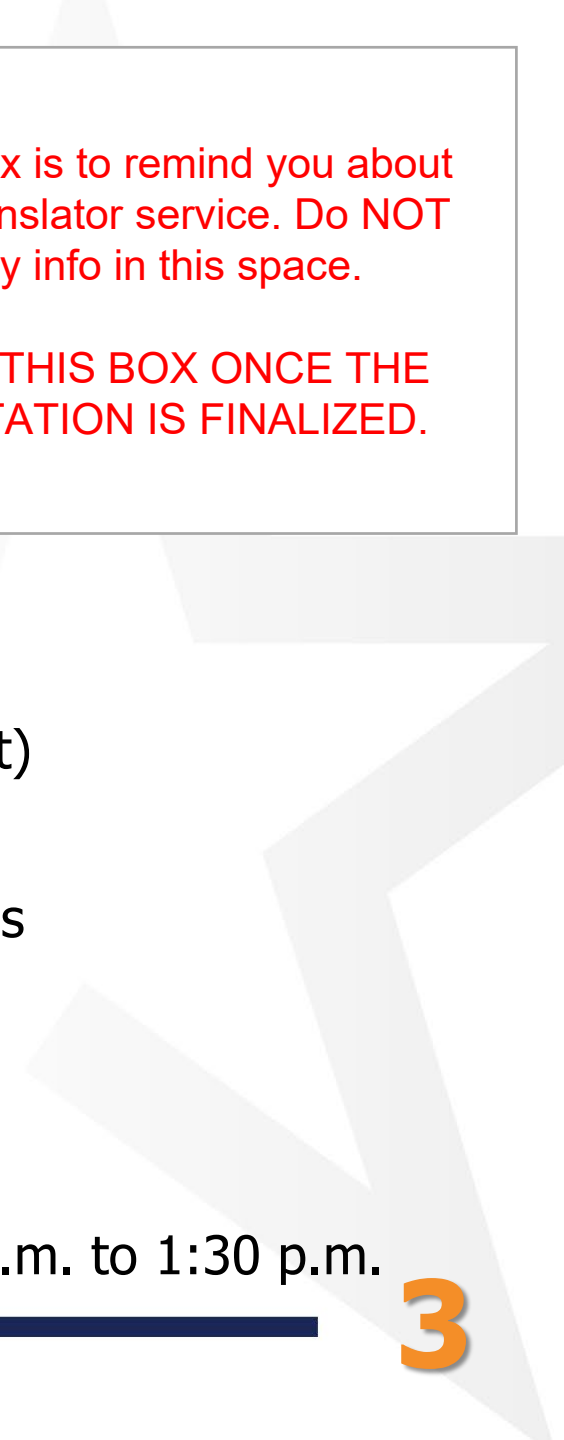 x is to remind you about
nslator service. Do NOT
y info in this space.
THIS BOX ONCE THE
TATION IS FINALIZED.
t)
s
.m. to 1:30 p.m.
3